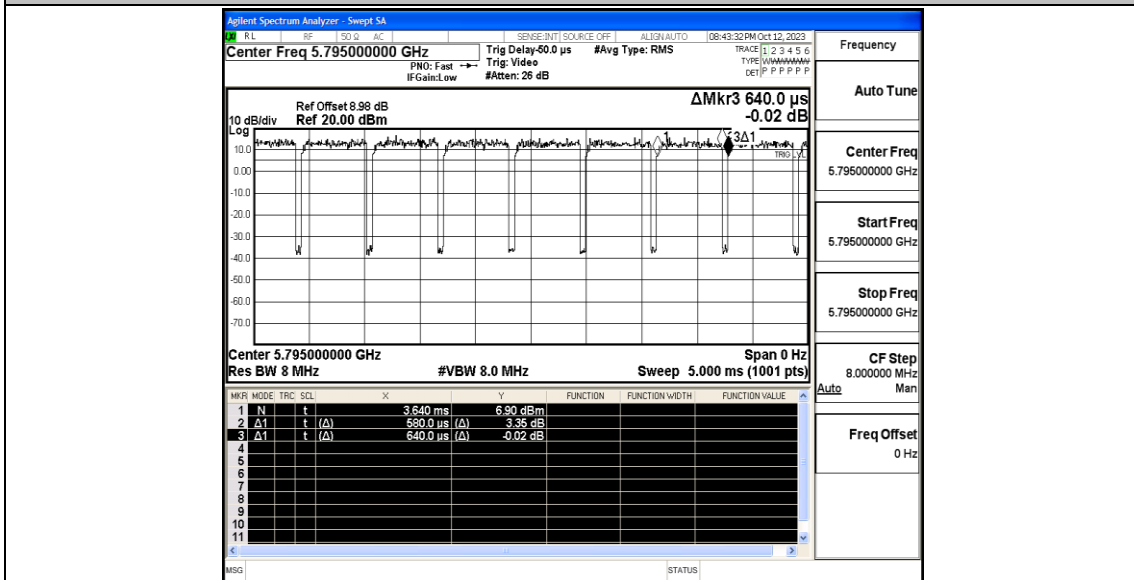 Agilent Spectrum Analyzer - Swept SA
LXI RL RF 50 Ω AC SENSE:INT SOURCE OFF ALIGN AUTO 08:43:32 PM Oct 12, 2023
Center Freq 5.795000000 GHz
PNO: Fast
IFGain:Low
Trig Delay-50.0 µs
Trig: Video
#Atten: 26 dB
#Avg Type: RMS
TRACE 1 2 3 4 5 6
TYPE
DET P P P P P P
Frequency
Auto Tune
ΔMkr3 640.0 µs
-0.02 dB
Ref Offset 8.98 dB
10 dB/div Ref 20.00 dBm
Log
10.0
0.00
-10.0
-20.0
-30.0
-40.0
-50.0
-60.0
-70.0
1
3Δ1
TRIG LVL
Center Freq
5.795000000 GHz
Start Freq
5.795000000 GHz
Stop Freq
5.795000000 GHz
CF Step
8.000000 MHz
Auto Man
Freq Offset
0 Hz
Center 5.795000000 GHz Span 0 Hz
Res BW 8 MHz #VBW 8.0 MHz Sweep 5.000 ms (1001 pts)
MKR MODE TRC SCL X Y FUNCTION FUNCTION WIDTH FUNCTION VALUE
1 N t 3.640 ms 6.90 dBm
2 Δ1 t (Δ) 580.0 µs (Δ) 3.35 dB
3 Δ1 t (Δ) 640.0 µs (Δ) -0.02 dB
4
5
6
7
8
9
10
11
MSG STATUS